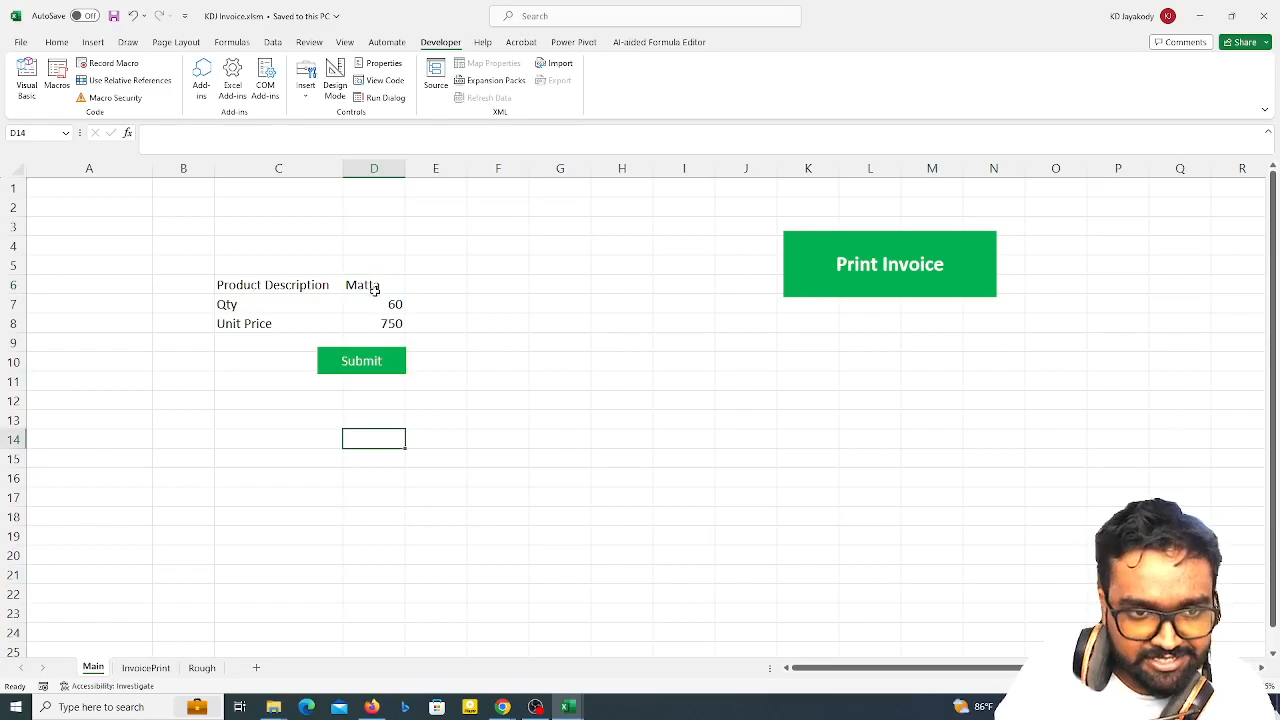 AutoSave
KDJ Invoice.xlsm • Saved to this PC
Search
KD Jayakody
KJ
File Home Insert Draw Page Layout Formulas Data Review View Automate Developer Help
Pivot AI-aided Formula Editor
Comments
Share
Visual Basic
Macros
Record Macro
Use Relative References
Macro Security
Code
Add-ins
Excel Add-ins
COM Add-ins
Add-ins
Insert
Design Mode
Properties
View Code
Run Dialog
Controls
Source
Map Properties
Expansion Packs
Refresh Data
Import
Export
XML
D14
fx
A B C D E F G H I J K L M N O P Q R
1
2
3
4
5
6 Product Description
7 Qty 60
8 Unit Price 750
9
10
11
12
13
14
15
16
17
18
19
20
21
22
23
24
25
Print Invoice
Submit
Main InvoicePrint Rough
Ready
Accessibility: Investigate
Type here to search
86°F